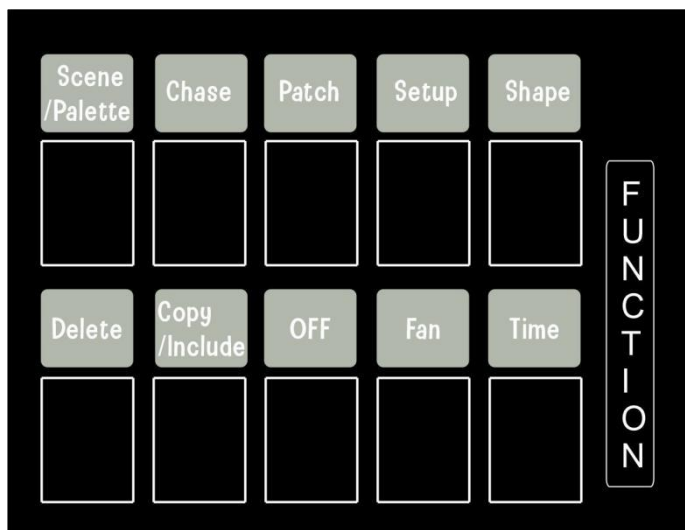 Scene
/Palette
Chase
Patch
Setup
Shape
Delete
Copy
/Include
OFF
Fan
Time
FUNCTION